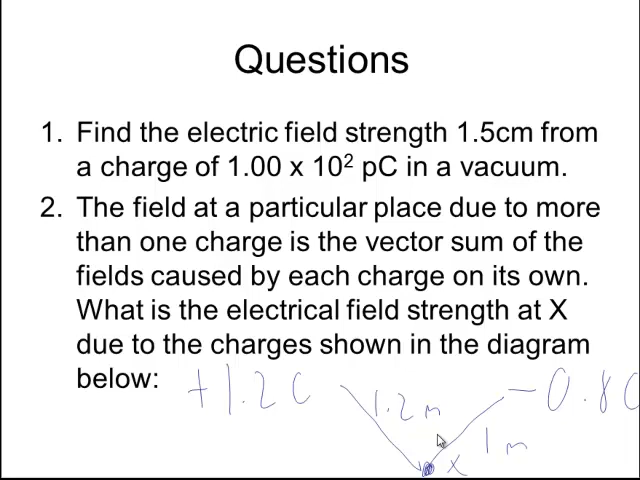 Questions
1. Find the electric field strength 1.5cm from
a charge of 1.00 x 10² pC in a vacuum.
2. The field at a particular place due to more
than one charge is the vector sum of the
fields caused by each charge on its own.
What is the electrical field strength at X
due to the charges shown in the diagram
below:
+1.2C
1.2m
-0.8C
1m
x